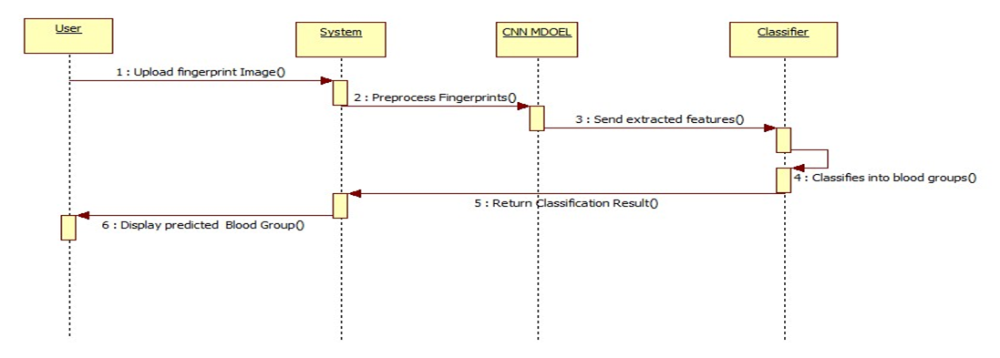 User
System
CNN MDOEL
Classifier
1 : Upload fingerprint Image()
2 : Preprocess Fingerprints()
3 : Send extracted features()
4 : Classifies into blood groups()
5 : Return Classification Result()
6 : Display predicted  Blood Group()